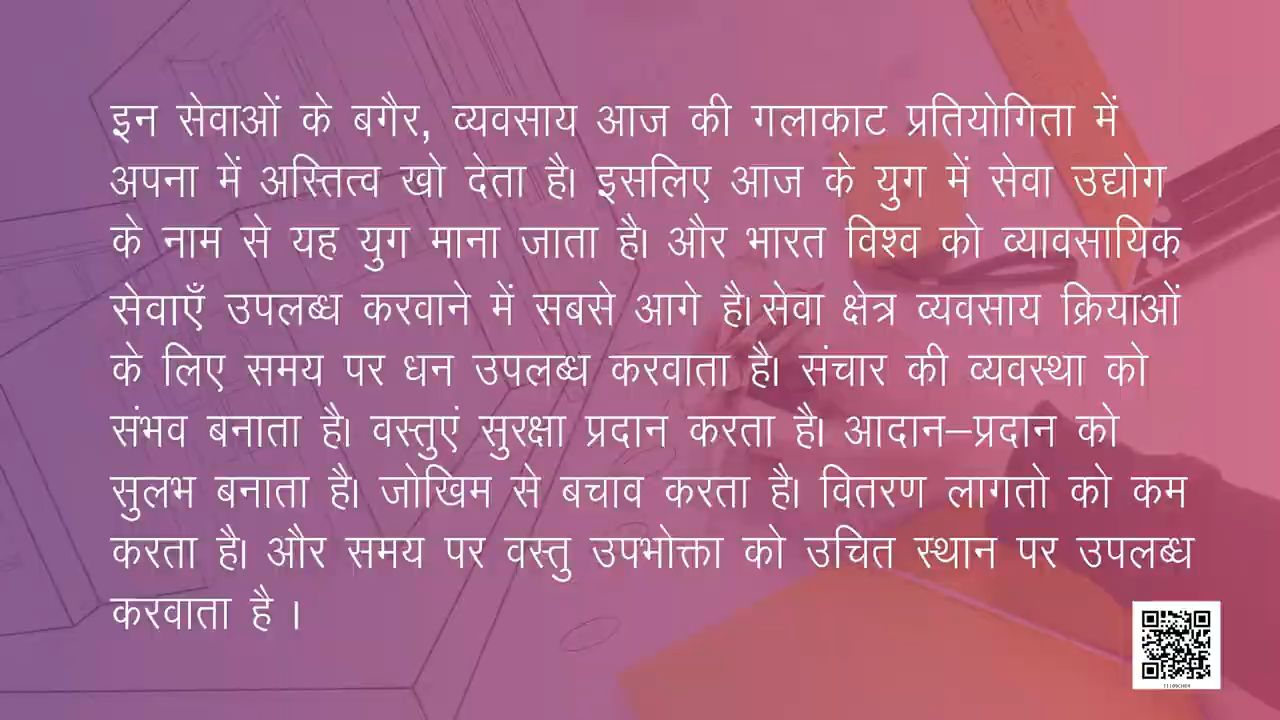 इन सेवाओं के बगैर, व्यवसाय आज की गलाकाट प्रतियोगिता में
अपना में अस्तित्व खो देता है। इसलिए आज के युग में सेवा उद्योग
के नाम से यह युग माना जाता है। और भारत विश्व को व्यावसायिक
सेवाएँ उपलब्ध करवाने में सबसे आगे है। सेवा क्षेत्र व्यवसाय क्रियाओं
के लिए समय पर धन उपलब्ध करवाता है। संचार की व्यवस्था को
संभव बनाता है। वस्तुएं सुरक्षा प्रदान करता है। आदान–प्रदान को
सुलभ बनाता है। जोखिम से बचाव करता है। वितरण लागतो को कम
करता है। और समय पर वस्तु उपभोक्ता को उचित स्थान पर उपलब्ध
करवाता है ।